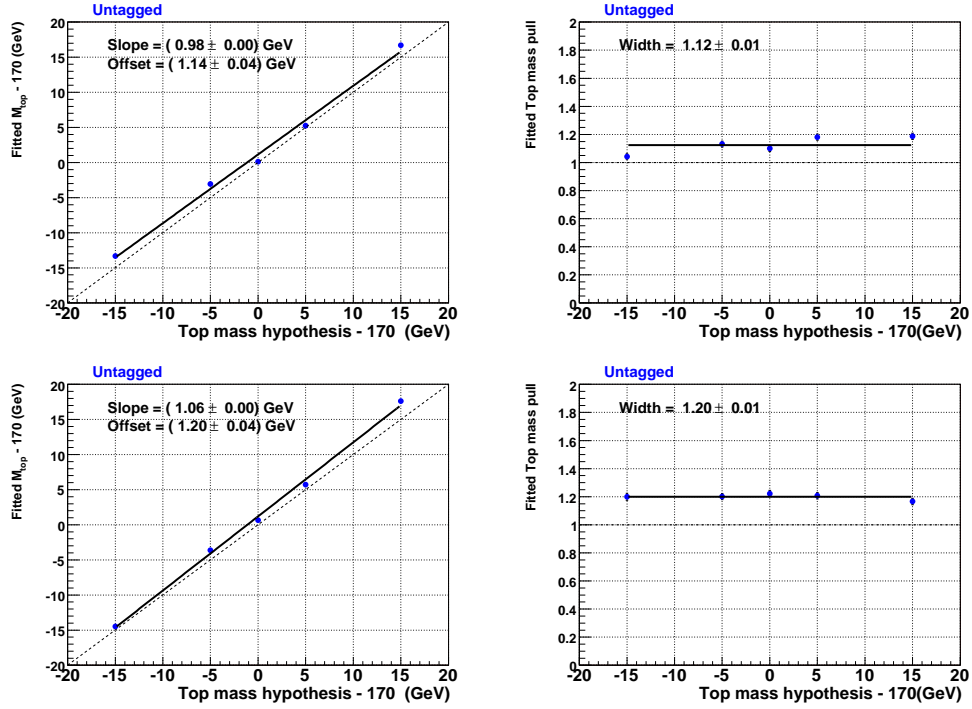 Untagged
Slope = ( 0.98 ± 0.00) GeV
Offset = ( 1.14 ± 0.04) GeV
Fitted M_top - 170 (GeV)
20
15
10
5
0
-5
-10
-15
-20
-20 -15 -10 -5 0 5 10 15 20
Top mass hypothesis - 170 (GeV)
Untagged
Width = 1.12 ± 0.01
Fitted Top mass pull
2
1.8
1.6
1.4
1.2
1
0.8
0.6
0.4
0.2
0
-20 -15 -10 -5 0 5 10 15 20
Top mass hypothesis - 170(GeV)
Untagged
Slope = ( 1.06 ± 0.00) GeV
Offset = ( 1.20 ± 0.04) GeV
Fitted M_top - 170 (GeV)
20
15
10
5
0
-5
-10
-15
-20
-20 -15 -10 -5 0 5 10 15 20
Top mass hypothesis - 170 (GeV)
Untagged
Width = 1.20 ± 0.01
Fitted Top mass pull
2
1.8
1.6
1.4
1.2
1
0.8
0.6
0.4
0.2
0
-20 -15 -10 -5 0 5 10 15 20
Top mass hypothesis - 170(GeV)